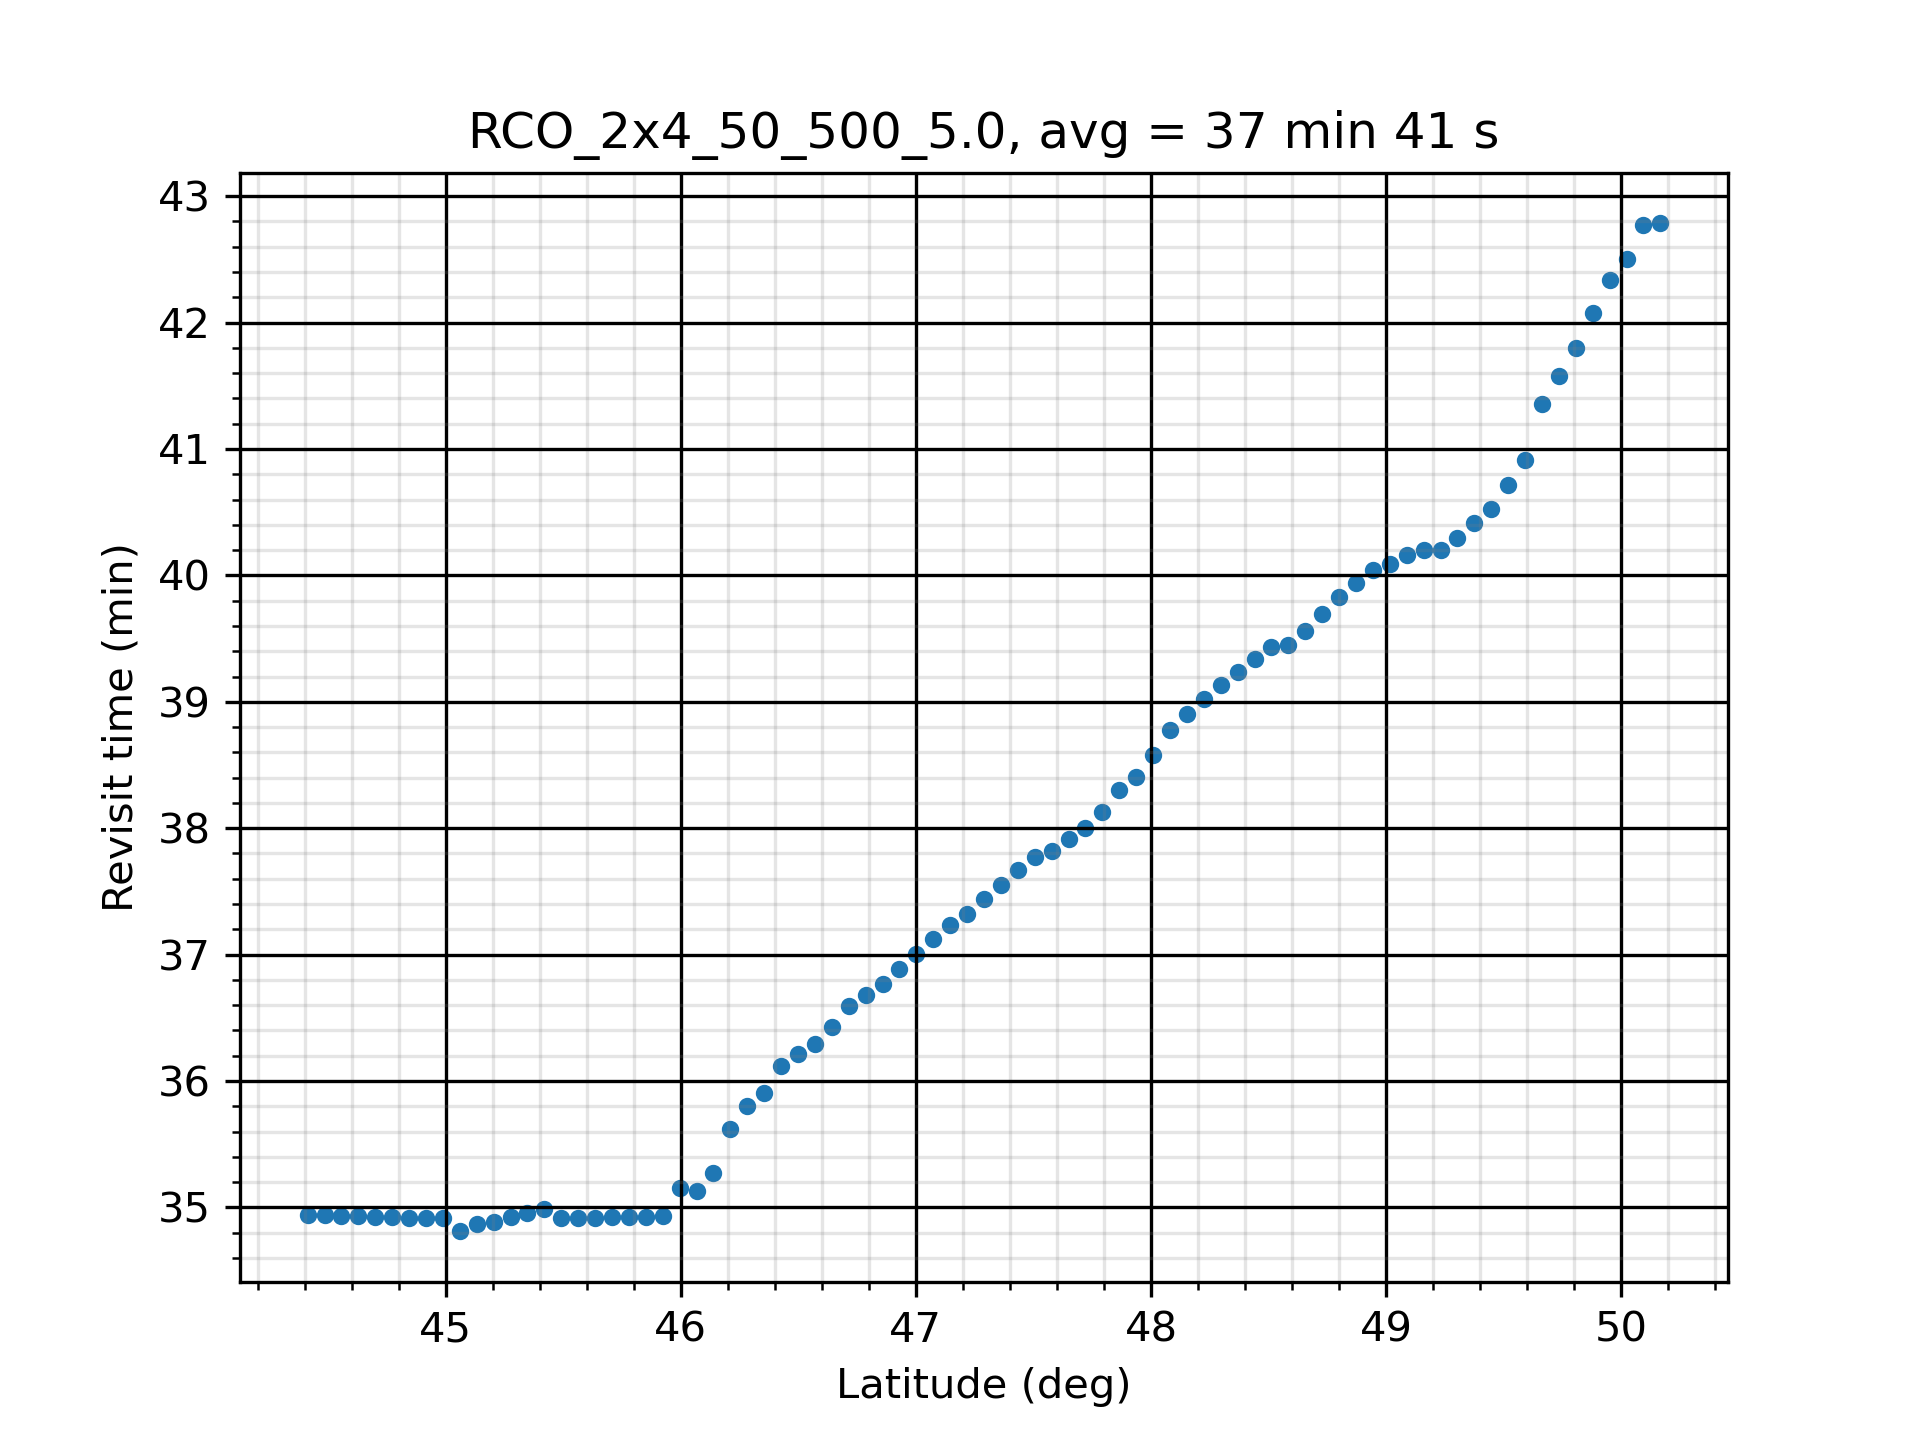 RCO_2x4_50_500_5.0, avg = 37 min 41 s
43
42
41
40
39
38
37
36
35
Revisit time (min)
45 46 47 48 49 50
Latitude (deg)